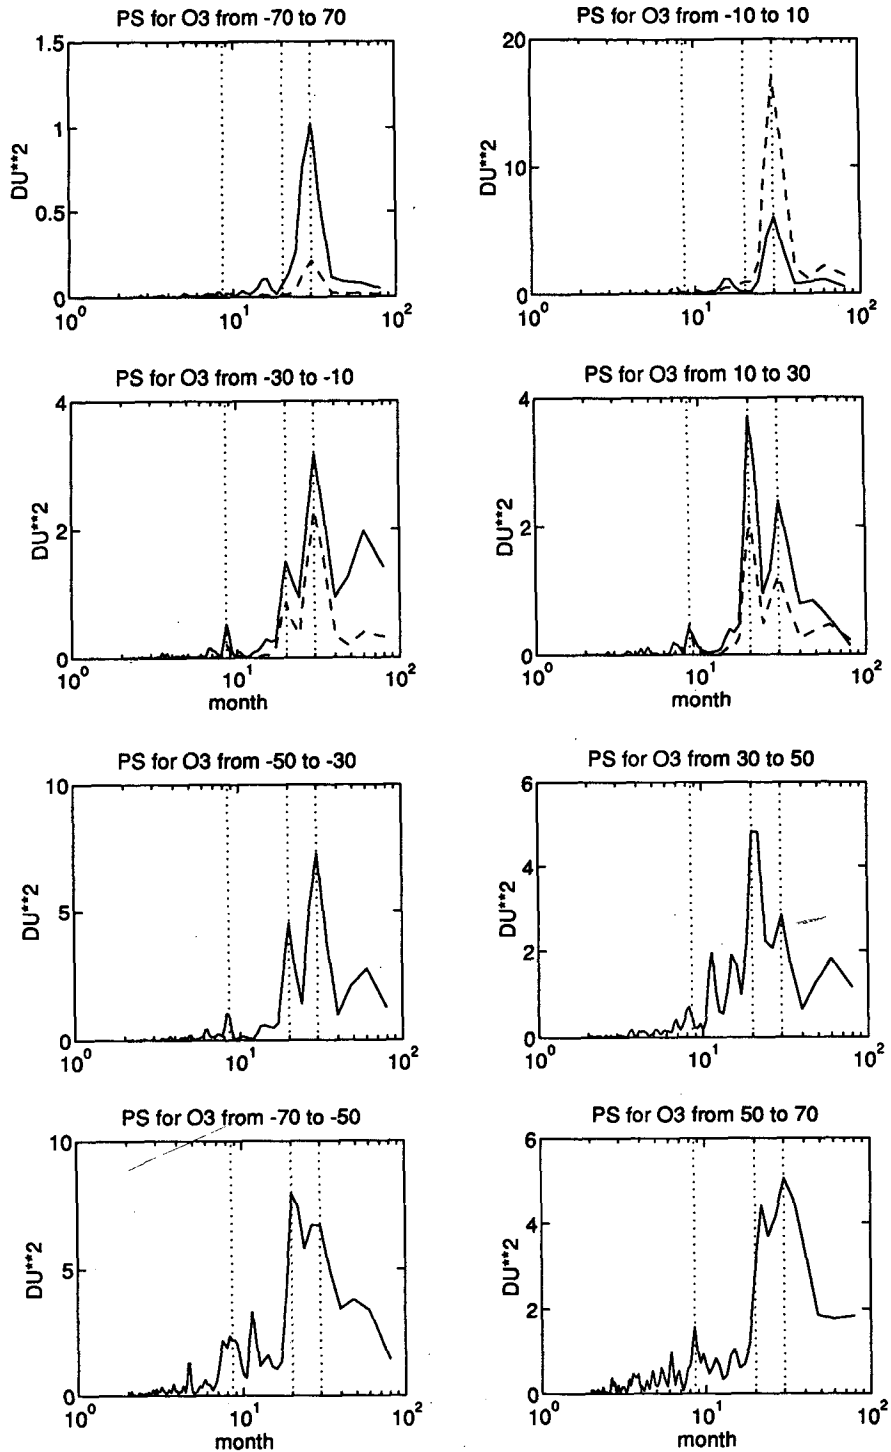 PS for O3 from -70 to 70
1.5
1
0.5
0
DU**2
10^0
10^1
10^2
PS for O3 from -10 to 10
20
10
0
DU**2
10^0
10^1
10^2
PS for O3 from -30 to -10
4
2
0
DU**2
10^0
10^1
10^2
month
PS for O3 from 10 to 30
4
2
0
DU**2
10^0
10^1
10^2
month
PS for O3 from -50 to -30
10
5
0
DU**2
10^0
10^1
10^2
PS for O3 from 30 to 50
6
4
2
0
DU**2
10^0
10^1
10^2
PS for O3 from -70 to -50
10
5
0
DU**2
10^0
10^1
10^2
month
PS for O3 from 50 to 70
6
4
2
0
DU**2
10^0
10^1
10^2
month